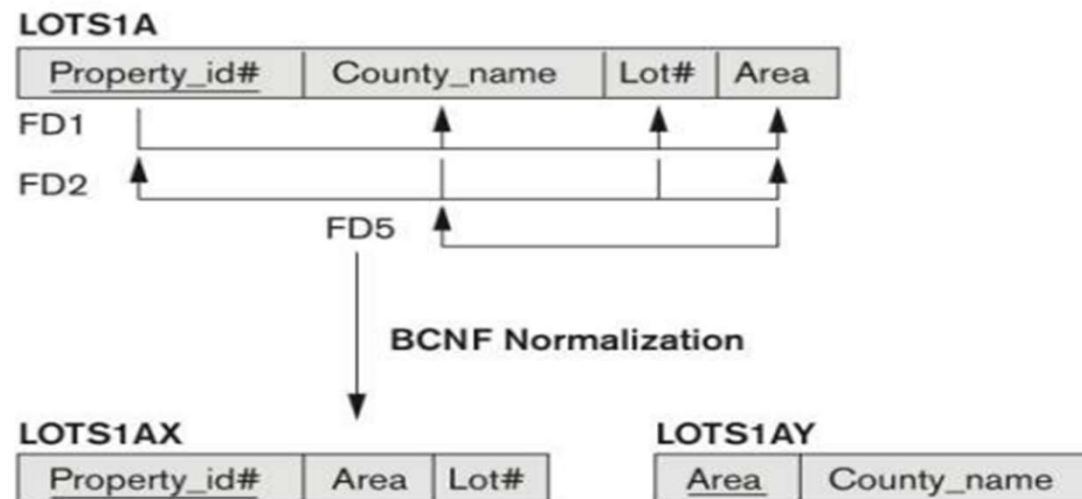 LOTS1A
Property_id# County_name Lot# Area
FD1
FD2
FD5
BCNF Normalization
LOTS1AX
Property_id# Area Lot#
LOTS1AY
Area County_name